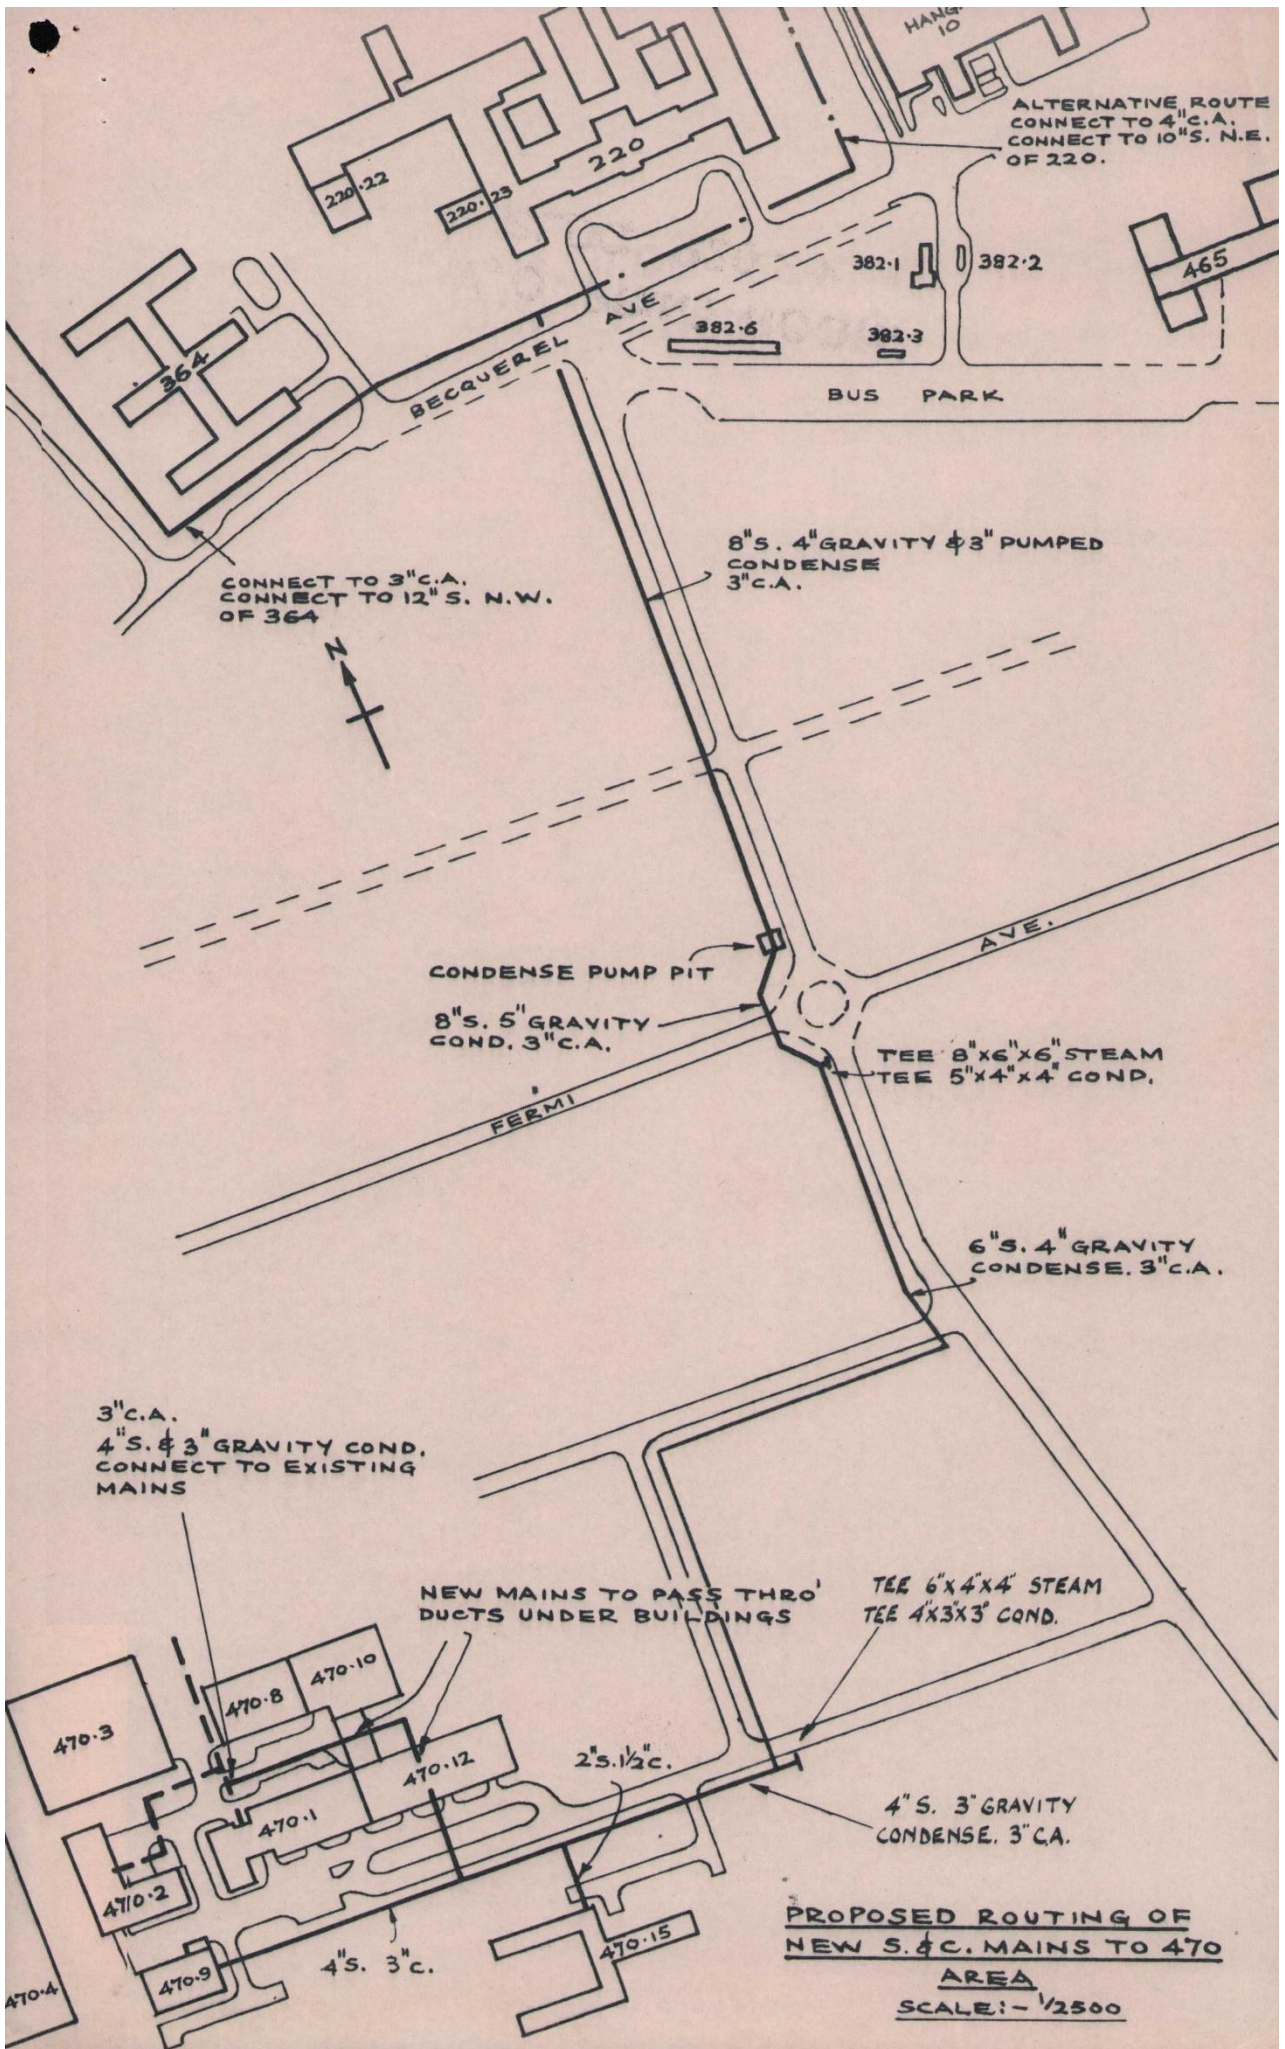 HANG.
10
ALTERNATIVE ROUTE
CONNECT TO 4"C.A.
CONNECT TO 10"S. N.E.
OF 220.
220
220·22
220·23
382·1
382·2
465
364
BECQUEREL AVE
382·6
382·3
BUS PARK
8"S. 4"GRAVITY & 3"PUMPED
CONDENSE
3"C.A.
CONNECT TO 3"C.A.
CONNECT TO 12"S. N.W.
OF 364
N
CONDENSE PUMP PIT
8"S. 5"GRAVITY
COND. 3"C.A.
FERMI AVE.
TEE 8"X6"X6" STEAM
TEE 5"X4"X4" COND.
6"S. 4"GRAVITY
CONDENSE. 3"C.A.
3"C.A.
4"S. & 3"GRAVITY COND.
CONNECT TO EXISTING
MAINS
NEW MAINS TO PASS THRO'
DUCTS UNDER BUILDINGS
TEE 6"X4"X4" STEAM
TEE 4"X3"X3" COND.
470·3
470·8
470·10
470·12
470·1
2"S.1½"C.
4"S. 3"GRAVITY
CONDENSE. 3"C.A.
470·2
470·9
470·4
4"S. 3"C.
470·15
PROPOSED ROUTING OF
NEW S. & C. MAINS TO 470
AREA
SCALE:- 1/2500